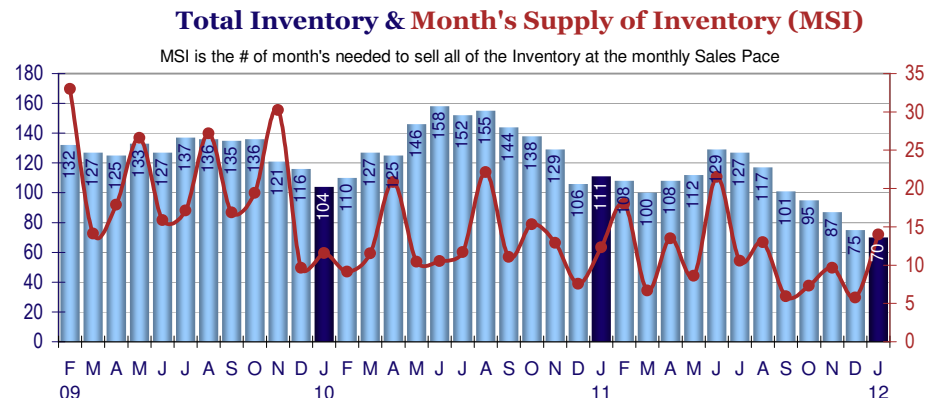 Total Inventory & Month's Supply of Inventory (MSI)
MSI is the # of month's needed to sell all of the Inventory at the monthly Sales Pace
180 35
160 30
140 25
120 20
100 15
80 10
60 5
40 0
20
0
132 127 125 133 127 137 136 135 136 121 116 104 110 127 125 146 158 152 155 144 138 129 106 111 108 100 108 112 129 127 117 101 95 87 75 70
F M A M J J A S O N D J F M A M J J A S O N D J F M A M J J A S O N D J
09 10 11 12